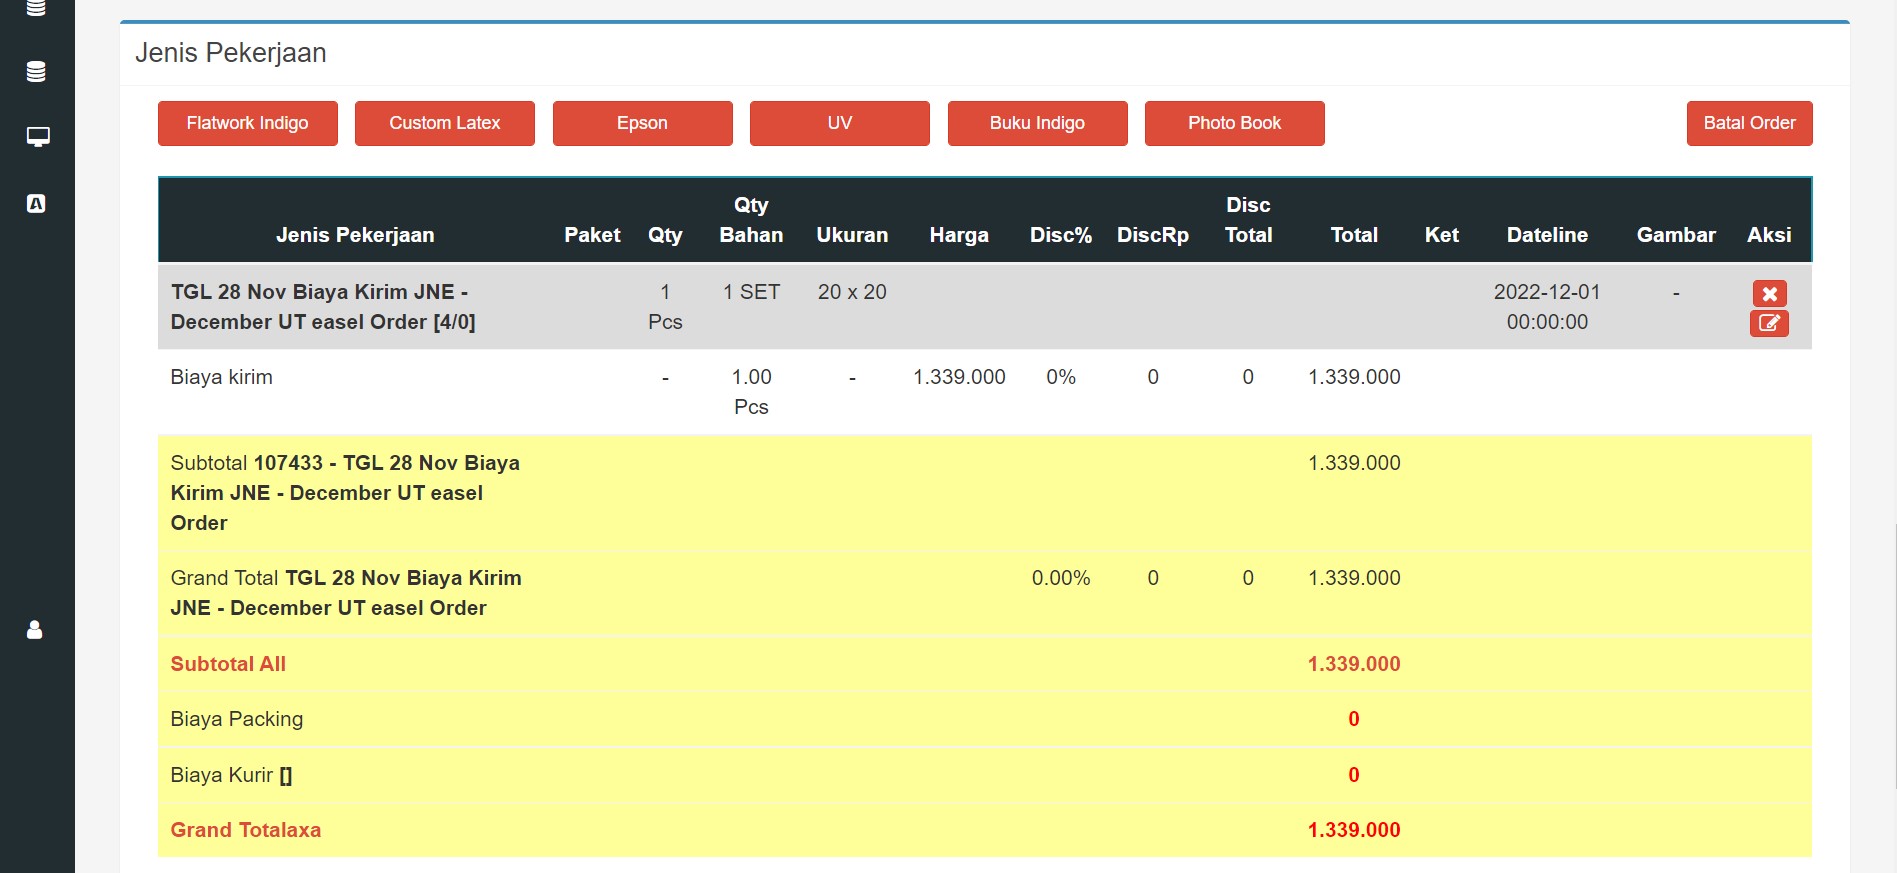 Jenis Pekerjaan
Flatwork Indigo
Custom Latex
Epson
UV
Buku Indigo
Photo Book
Batal Order
Jenis Pekerjaan Paket Qty Qty Bahan Ukuran Harga Disc% DiscRp Disc Total Total Ket Dateline Gambar Aksi
TGL 28 Nov Biaya Kirim JNE - 1 1 SET 20 x 20 2022-12-01 -
December UT easel Order [4/0] Pcs 00:00:00
Biaya kirim - 1.00 - 1.339.000 0% 0 0 1.339.000
Pcs
Subtotal 107433 - TGL 28 Nov Biaya 1.339.000
Kirim JNE - December UT easel
Order
Grand Total TGL 28 Nov Biaya Kirim 0.00% 0 0 1.339.000
JNE - December UT easel Order
Subtotal All 1.339.000
Biaya Packing 0
Biaya Kurir [] 0
Grand Totalaxa 1.339.000